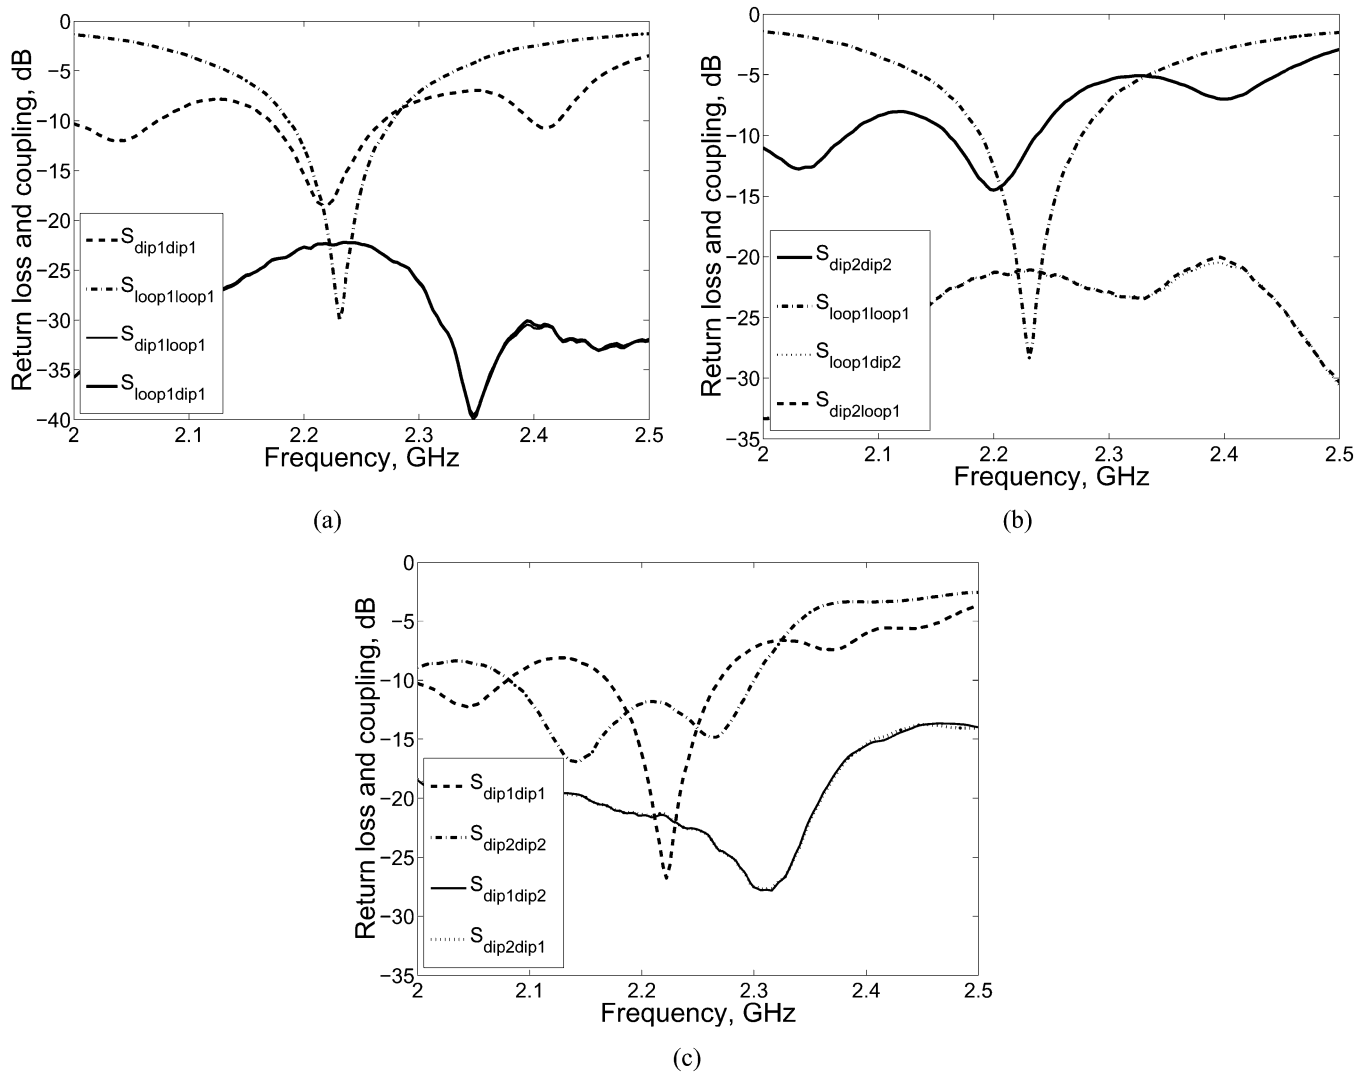 0
−5
−10
−15
−20
−25
−30
−35
−40
Return loss and coupling, dB
S_dip1dip1
S_loop1loop1
S_dip1loop1
S_loop1dip1
2 2.1 2.2 2.3 2.4 2.5
Frequency, GHz
(a)
0
−5
−10
−15
−20
−25
−30
−35
Return loss and coupling, dB
S_dip2dip2
S_loop1loop1
S_loop1dip2
S_dip2loop1
2 2.1 2.2 2.3 2.4 2.5
Frequency, GHz
(b)
0
−5
−10
−15
−20
−25
−30
−35
Return loss and coupling, dB
S_dip1dip1
S_dip2dip2
S_dip1dip2
S_dip2dip1
2 2.1 2.2 2.3 2.4 2.5
Frequency, GHz
(c)